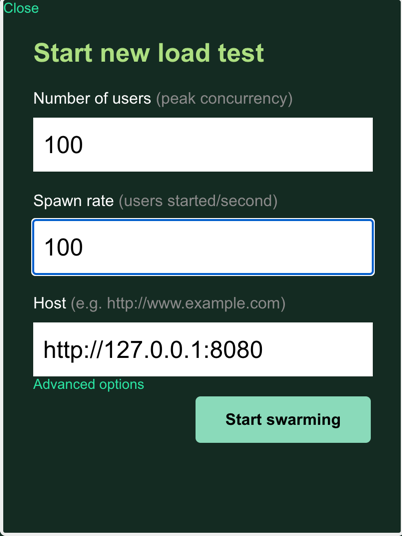 Close
Start new load test
Number of users (peak concurrency)
100
Spawn rate (users started/second)
100
Host (e.g. http://www.example.com)
http://127.0.0.1:8080
Advanced options
Start swarming